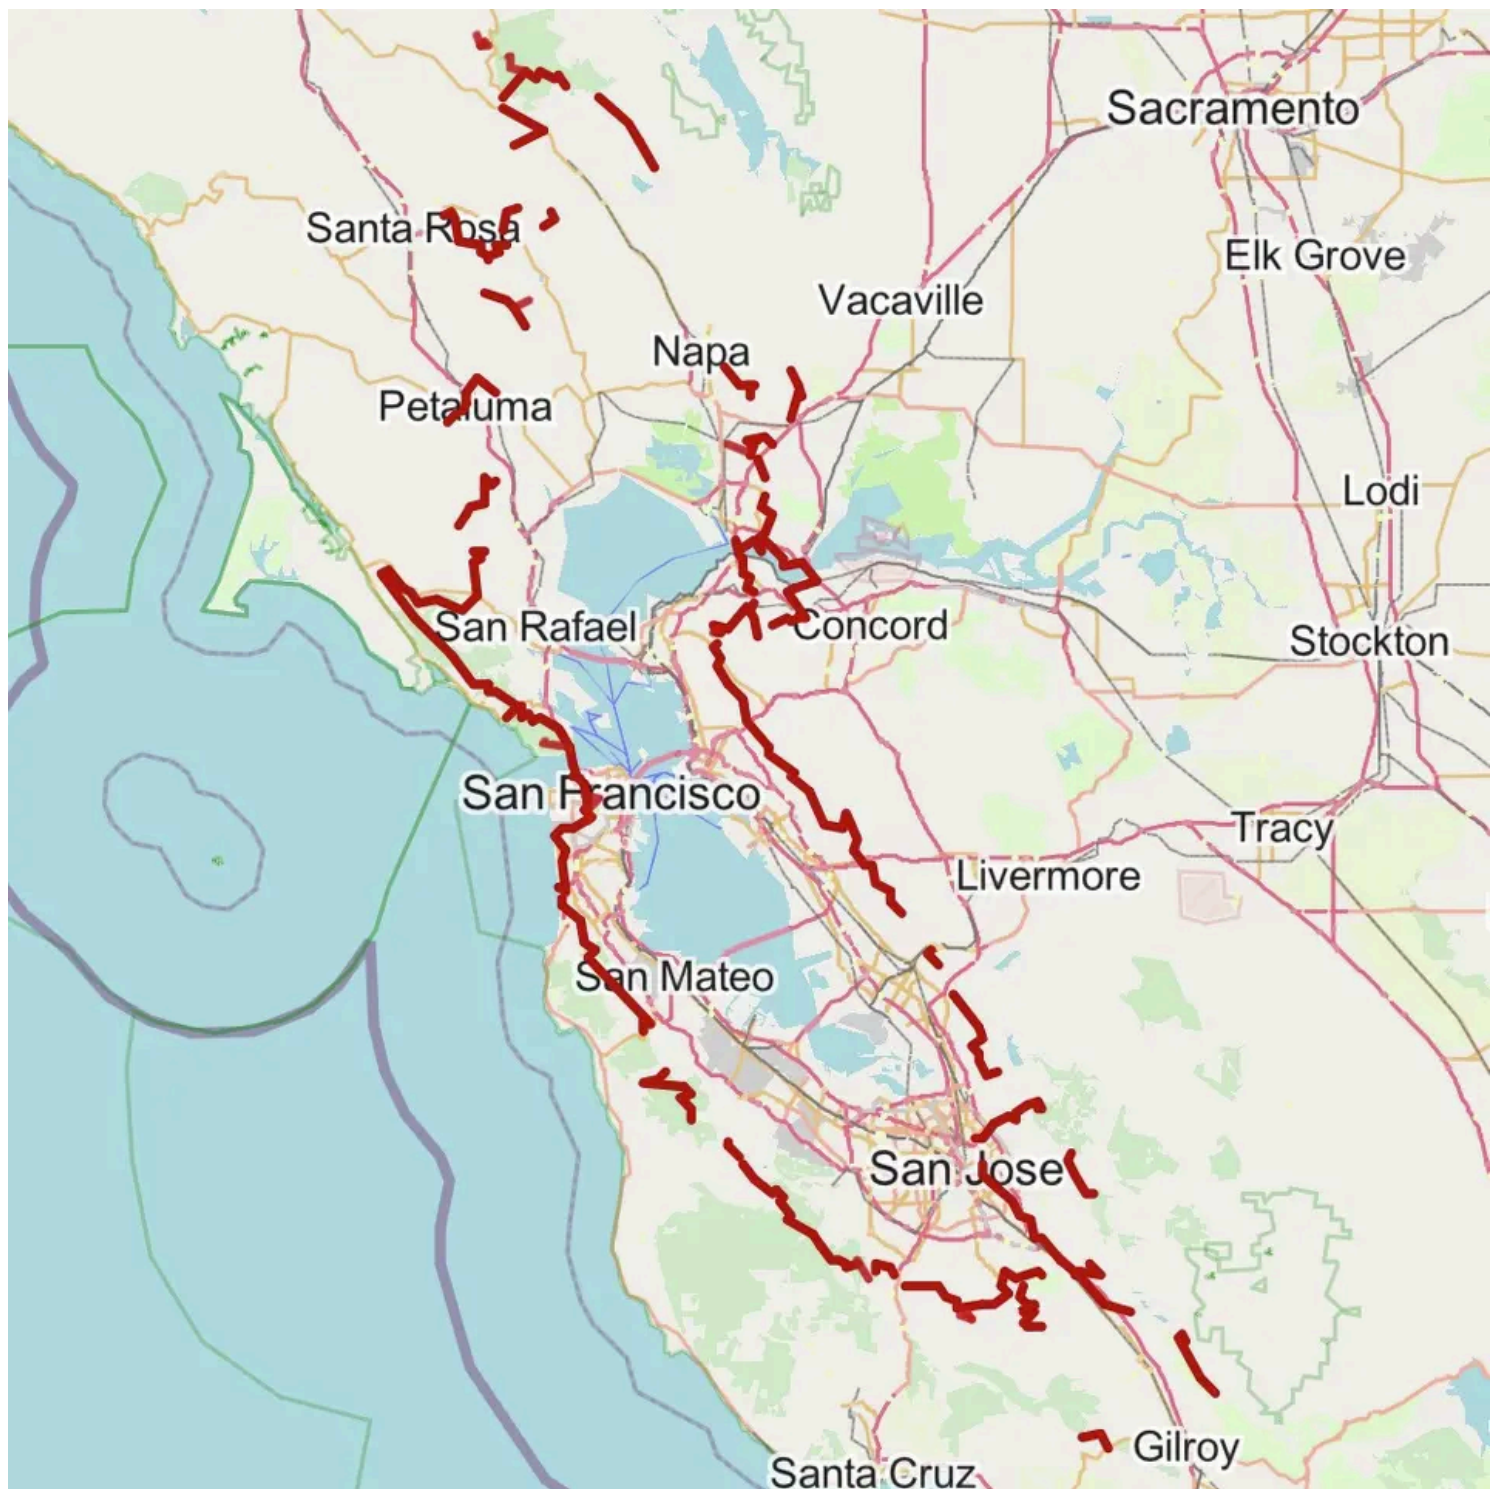 Sacramento
Santa Rosa
Elk Grove
Vacaville
Napa
Petaluma
Lodi
San Rafael
Concord
Stockton
San Francisco
Tracy
Livermore
San Mateo
San Jose
Gilroy
Santa Cruz